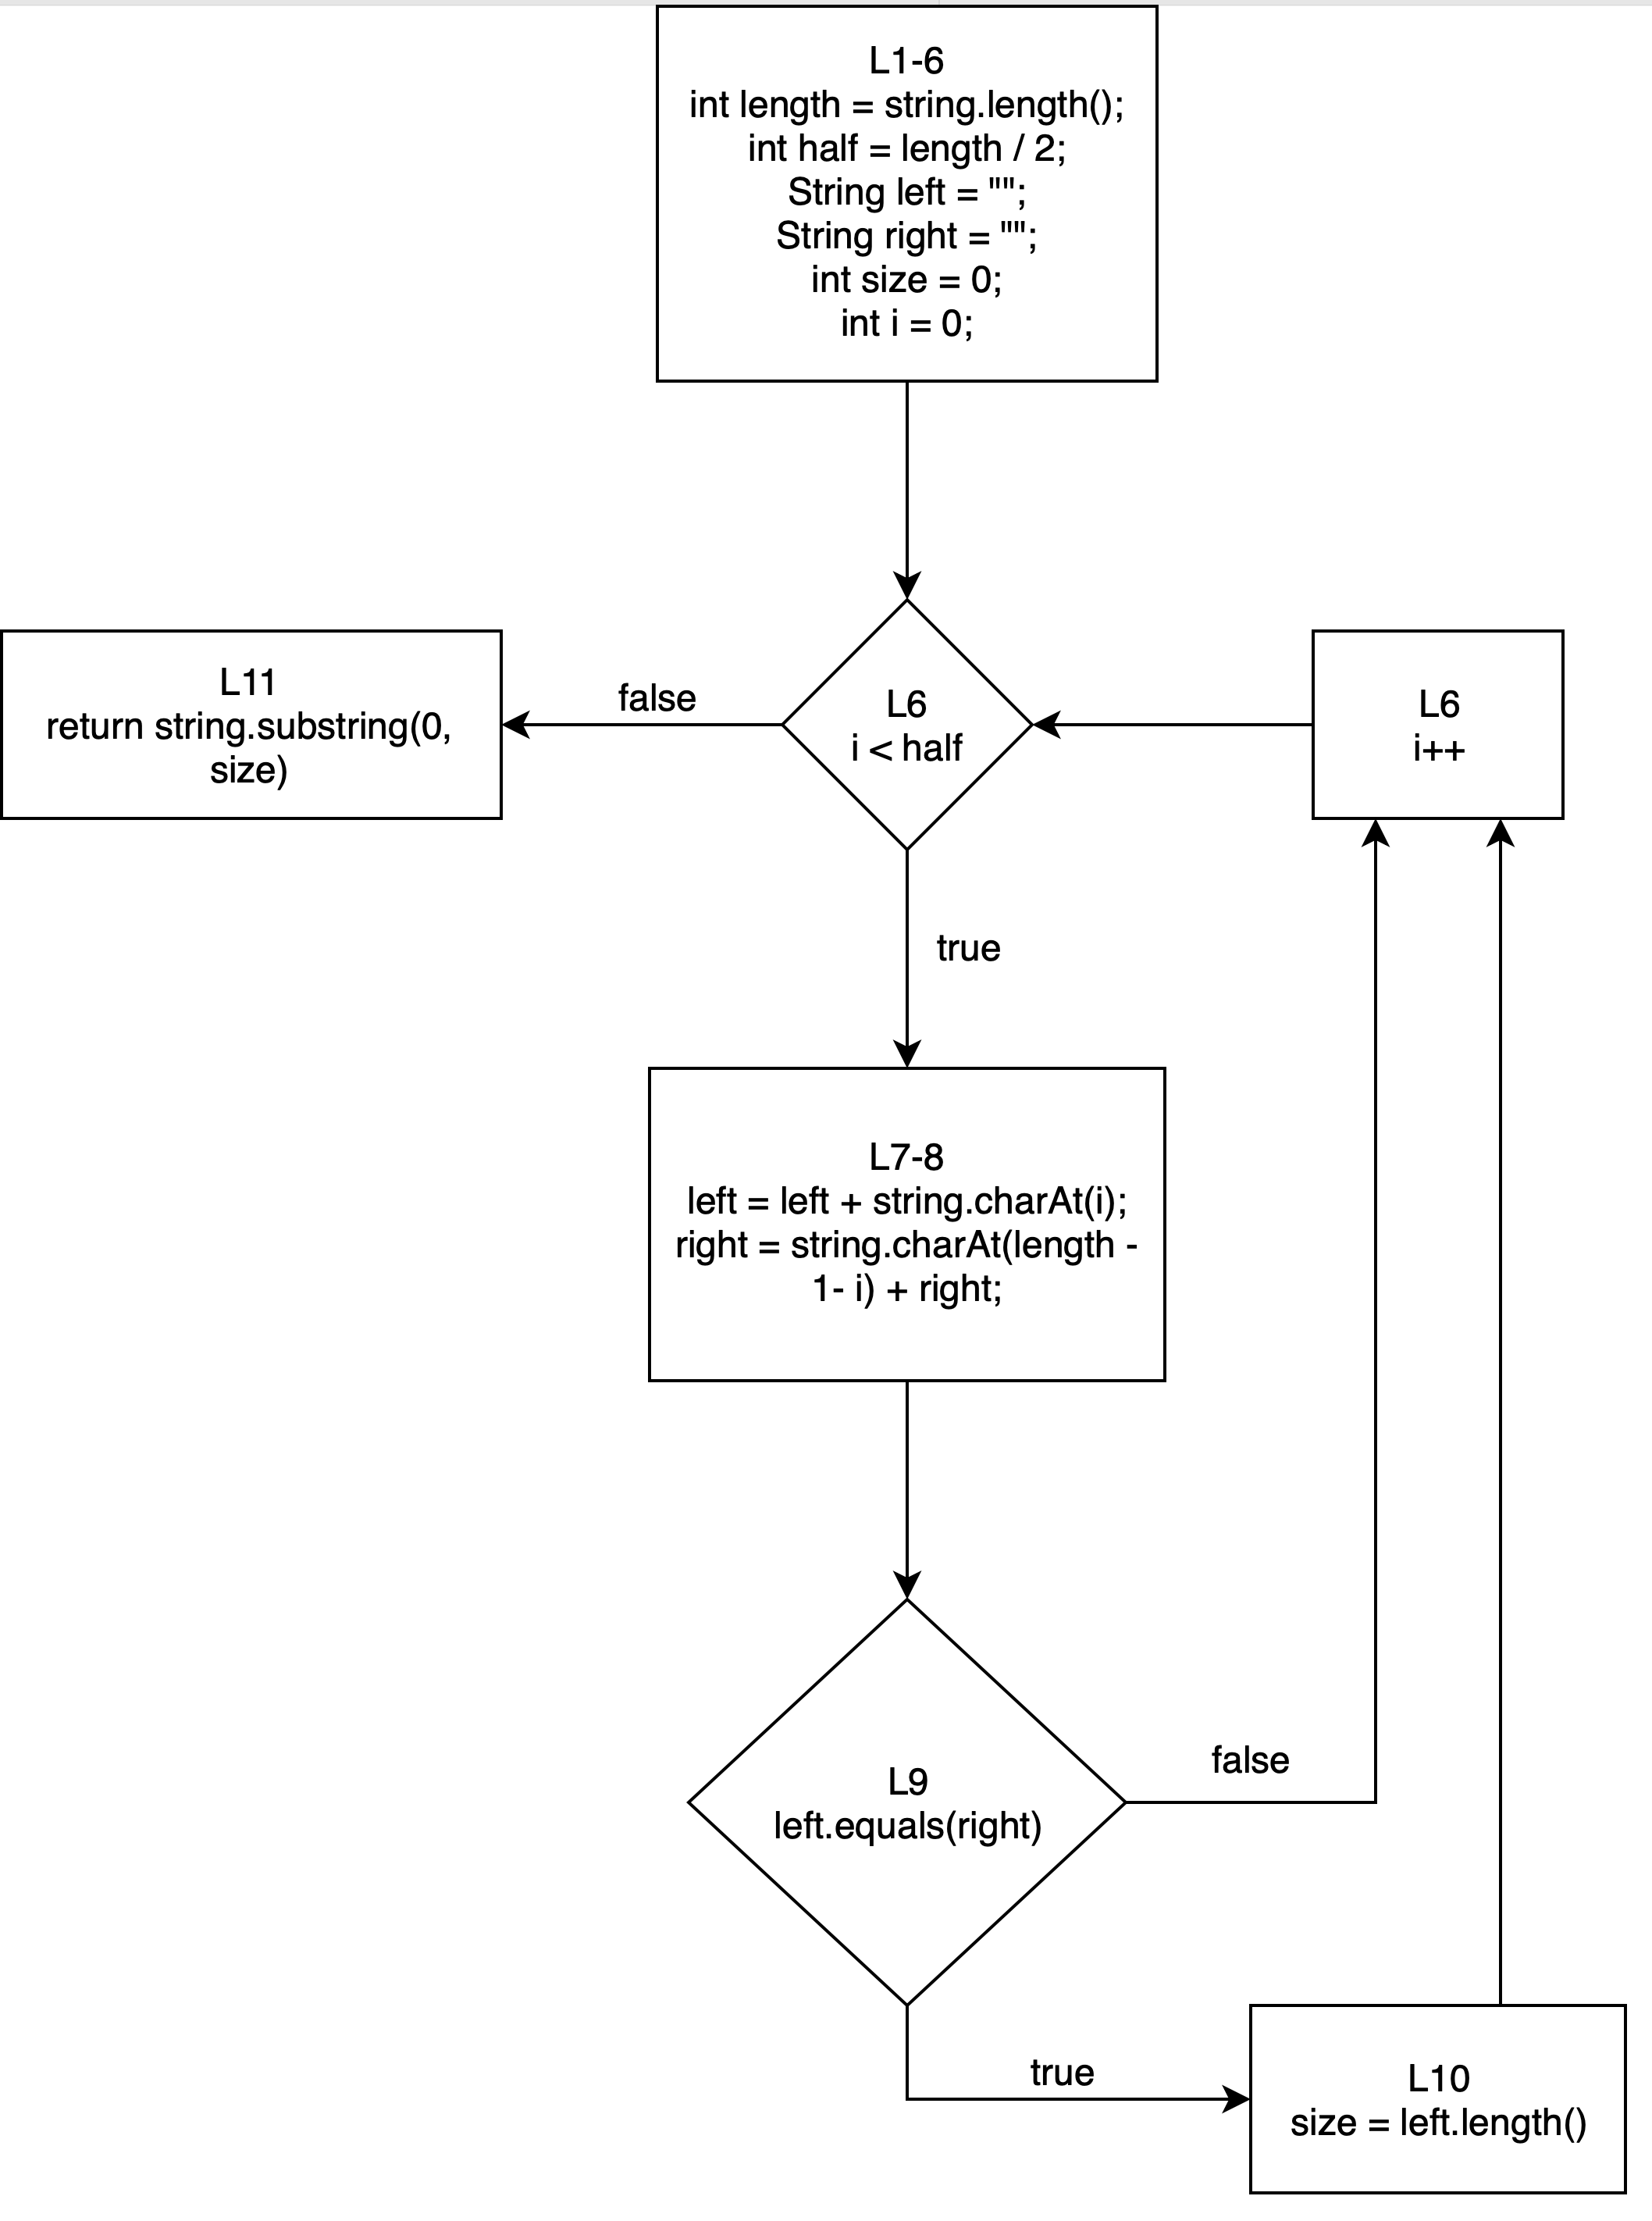 L1-6
int length = string.length();
int half = length / 2;
String left = "";
String right = "";
int size = 0;
int i = 0;
L11
return string.substring(0,
size)
false
L6
i < half
L6
i++
true
L7-8
left = left + string.charAt(i);
right = string.charAt(length -
1- i) + right;
L9
left.equals(right)
false
true
L10
size = left.length()